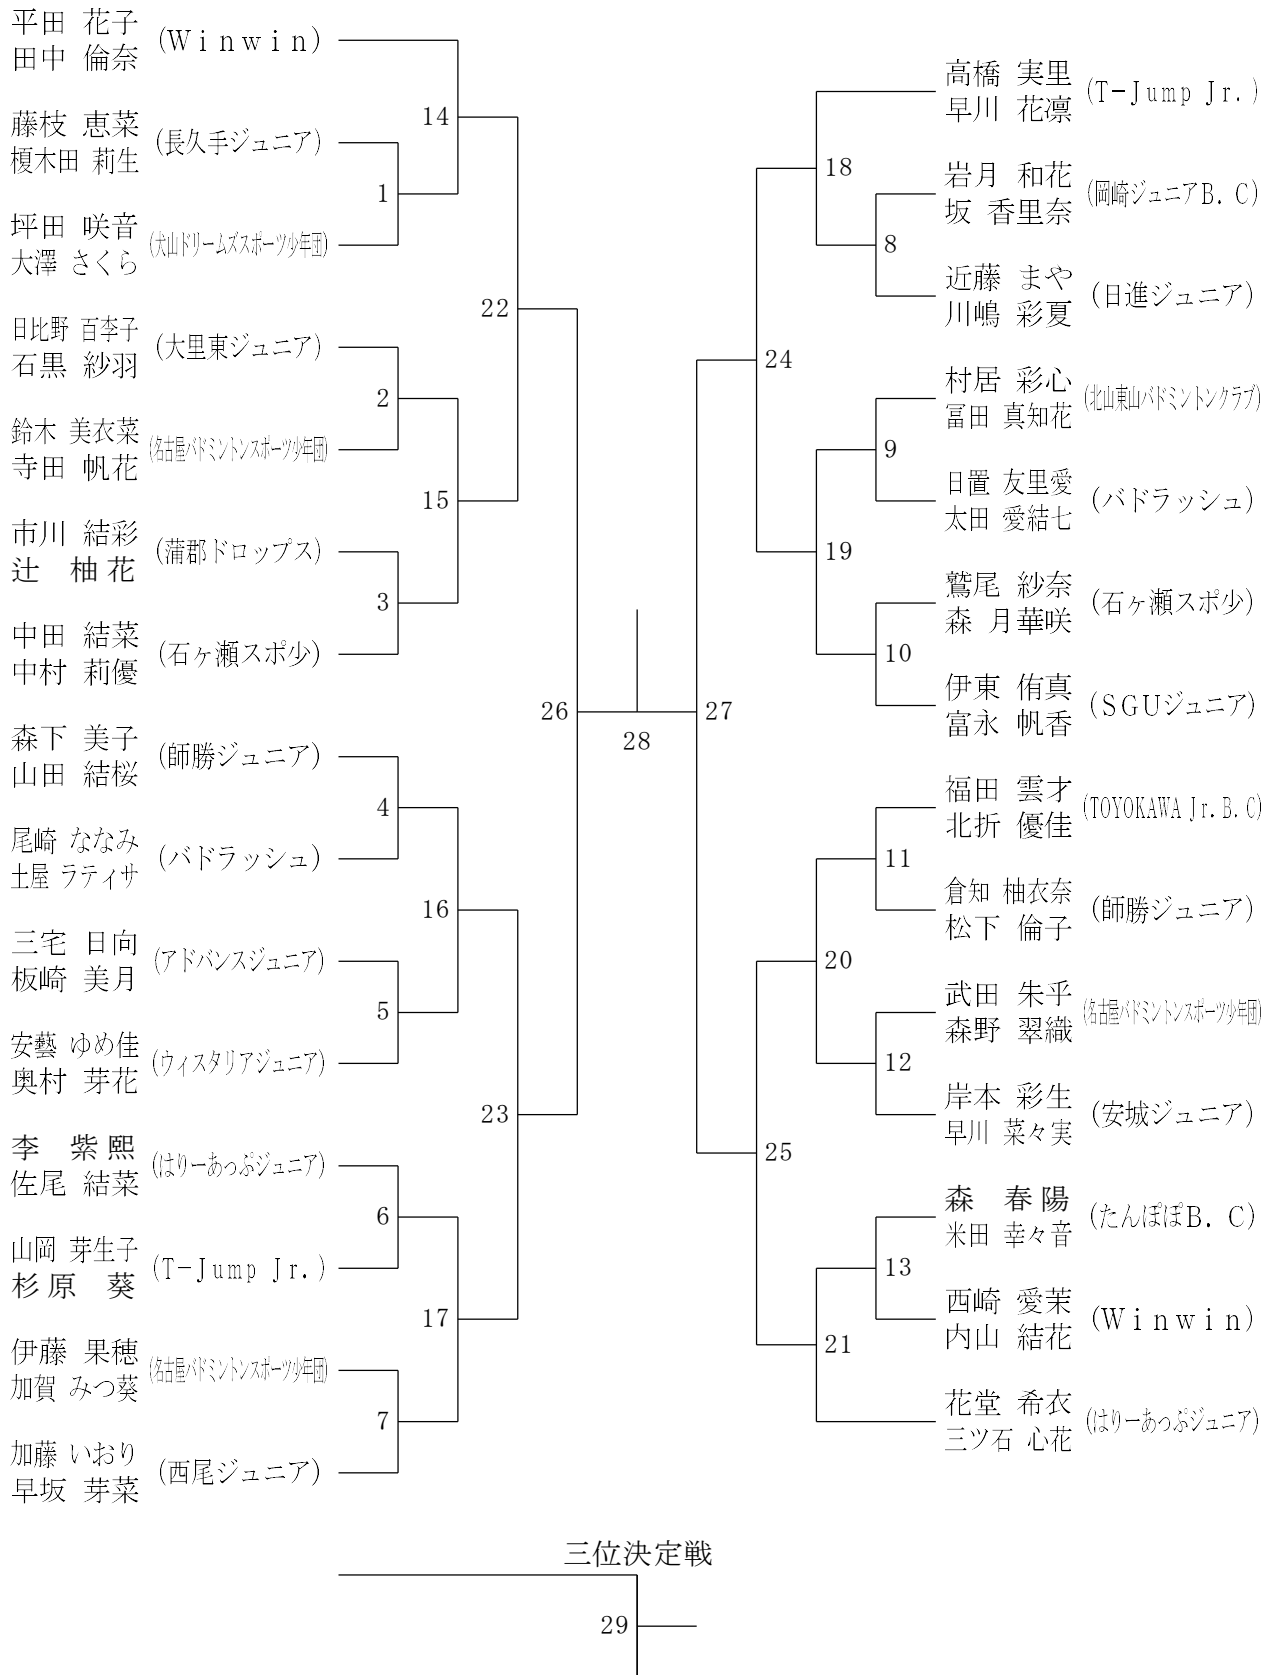 平田 花子
田中 倫奈
(Ｗｉｎｗｉｎ)
藤枝 恵菜
榎木田 莉生
(長久手ジュニア)
坪田 咲音
大澤 さくら
(犬山ドリームズスポーツ少年団)
日比野 百李子
石黒 紗羽
(大里東ジュニア)
鈴木 美衣菜
寺田 帆花
(名古屋バドミントンスポーツ少年団)
市川 結彩
辻 柚花
(蒲郡ドロップス)
中田 結菜
中村 莉優
(石ヶ瀬スポ少)
森下 美子
山田 結桜
(師勝ジュニア)
尾崎 ななみ
土屋 ラティサ
(バドラッシュ)
三宅 日向
板崎 美月
(アドバンスジュニア)
安藝 ゆめ佳
奥村 芽花
(ウィスタリアジュニア)
李 紫熙
佐尾 結菜
(はりーあっぷジュニア)
山岡 芽生子
杉原 葵
(T-Jump Jr.)
伊藤 果穂
加賀 みつ葵
(名古屋バドミントンスポーツ少年団)
加藤 いおり
早坂 芽菜
(西尾ジュニア)
1
2
3
4
5
6
7
14
15
16
17
22
23
26
28
27
24
25
18
19
20
21
8
9
10
11
12
13
高橋 実里
早川 花凛
(T-Jump Jr.)
岩月 和花
坂 香里奈
(岡崎ジュニアB.C)
近藤 まや
川嶋 彩夏
(日進ジュニア)
村居 彩心
冨田 真知花
(北山東山バドミントンクラブ)
日置 友里愛
太田 愛結七
(バドラッシュ)
鷲尾 紗奈
森 月華咲
(石ヶ瀬スポ少)
伊東 侑真
富永 帆香
(ＳＧＵジュニア)
福田 雲才
北折 優佳
(TOYOKAWA Jr.B.C)
倉知 柚衣奈
松下 倫子
(師勝ジュニア)
武田 朱乎
森野 翠織
(名古屋バドミントンスポーツ少年団)
岸本 彩生
早川 菜々実
(安城ジュニア)
森 春陽
米田 幸々音
(たんぽぽＢ．Ｃ)
西崎 愛茉
内山 結花
(Ｗｉｎｗｉｎ)
花堂 希衣
三ツ石 心花
(はりーあっぷジュニア)
三位決定戦
29